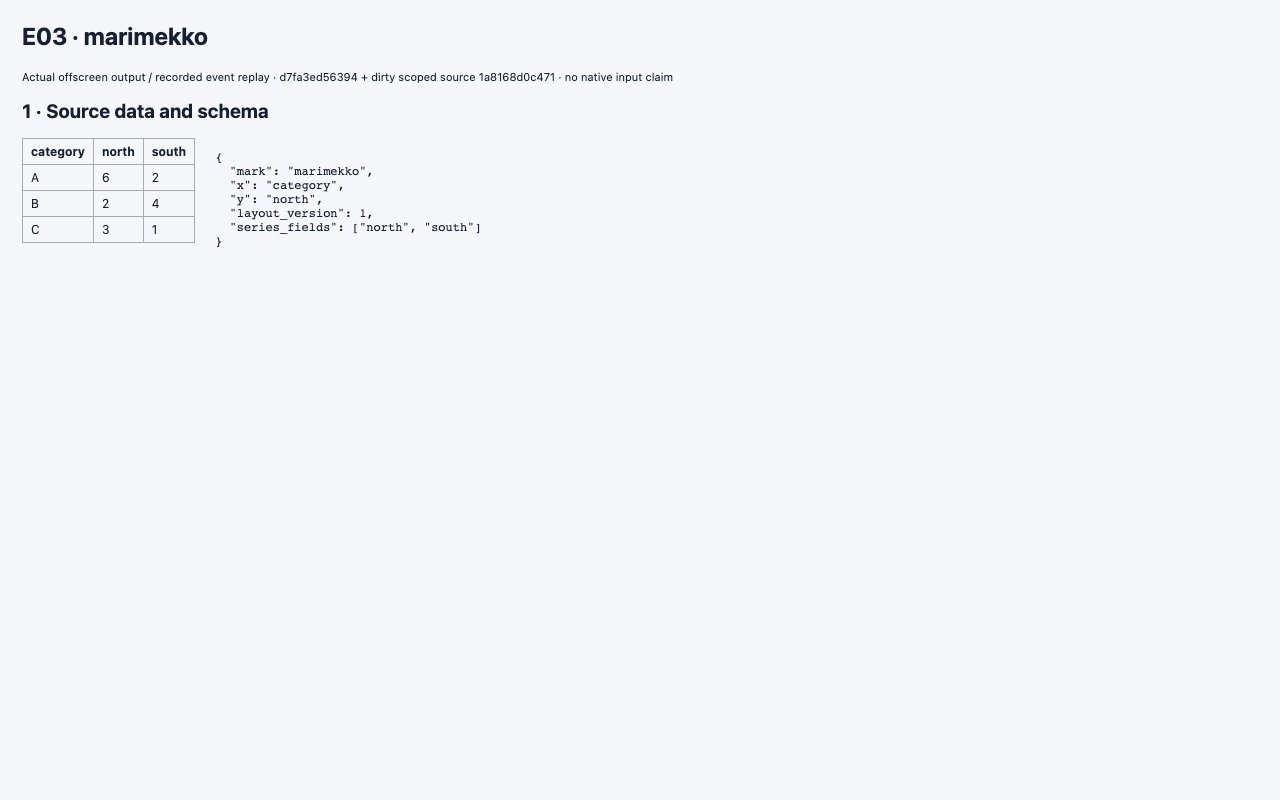 E03 · marimekko
Actual offscreen output / recorded event replay · d7fa3ed56394 + dirty scoped source 1a8168d0c471 · no native input claim
1 · Source data and schema
category north south
A 6 2
B 2 4
C 3 1
{
  "mark": "marimekko",
  "x": "category",
  "y": "north",
  "layout_version": 1,
  "series_fields": ["north", "south"]
}